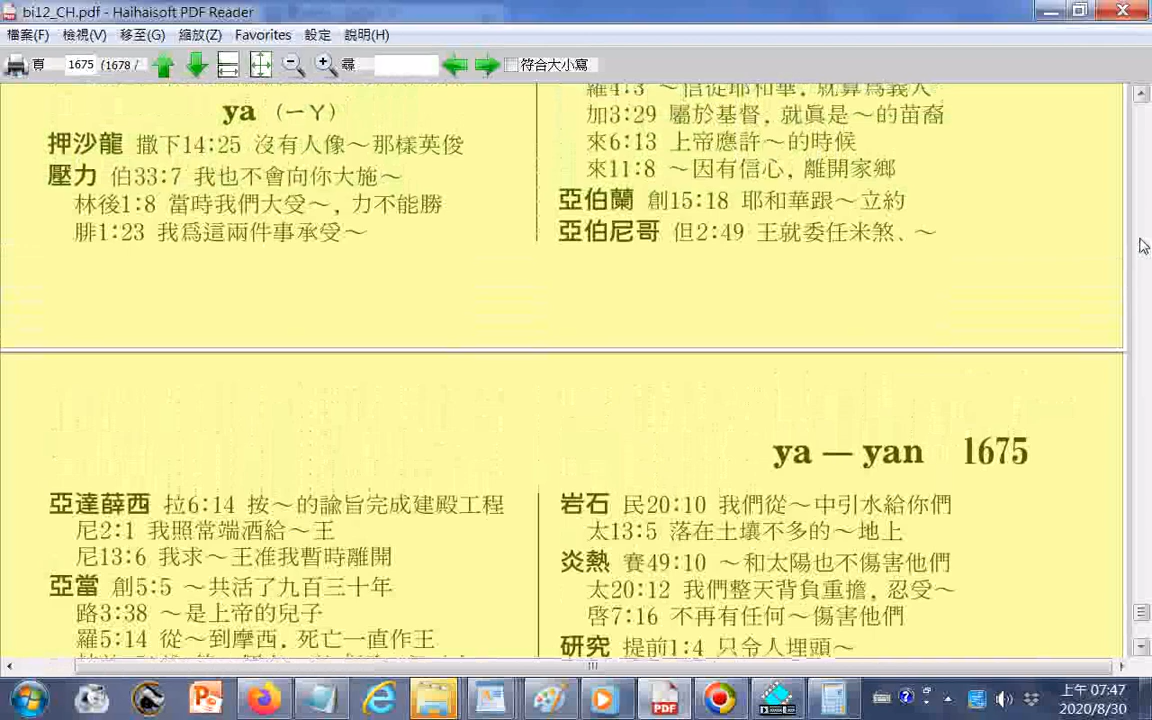 bi12_CH.pdf - Haihaisoft PDF Reader
檔案(F) 檢視(V) 移至(G) 縮放(Z) Favorites 設定 說明(H)
頁 1675 (1678 / 尋 符合大小寫
ya (ㄧㄚ)
押沙龍 撒下14:25 沒有人像～那樣英俊
壓力 伯33:7 我也不會向你大施～
林後1:8 當時我們大受～, 力不能勝
腓1:23 我爲這兩件事承受～
羅4:3 ～信從耶和華, 就算爲義人
加3:29 屬於基督, 就眞是～的苗裔
來6:13 上帝應許～的時候
來11:8 ～因有信心, 離開家鄉
亞伯蘭 創15:18 耶和華跟～立約
亞伯尼哥 但2:49 王就委任米煞、～
ya — yan 1675
亞達薛西 拉6:14 按～的諭旨完成建殿工程
尼2:1 我照常端酒給～王
尼13:6 我求～王准我暫時離開
亞當 創5:5 ～共活了九百三十年
路3:38 ～是上帝的兒子
羅5:14 從～到摩西, 死亡一直作王
岩石 民20:10 我們從～中引水給你們
太13:5 落在土壤不多的～地上
炎熱 賽49:10 ～和太陽也不傷害他們
太20:12 我們整天背負重擔, 忍受～
啓7:16 不再有任何～傷害他們
研究 提前1:4 只令人埋頭～
上午 07:47
2020/8/30